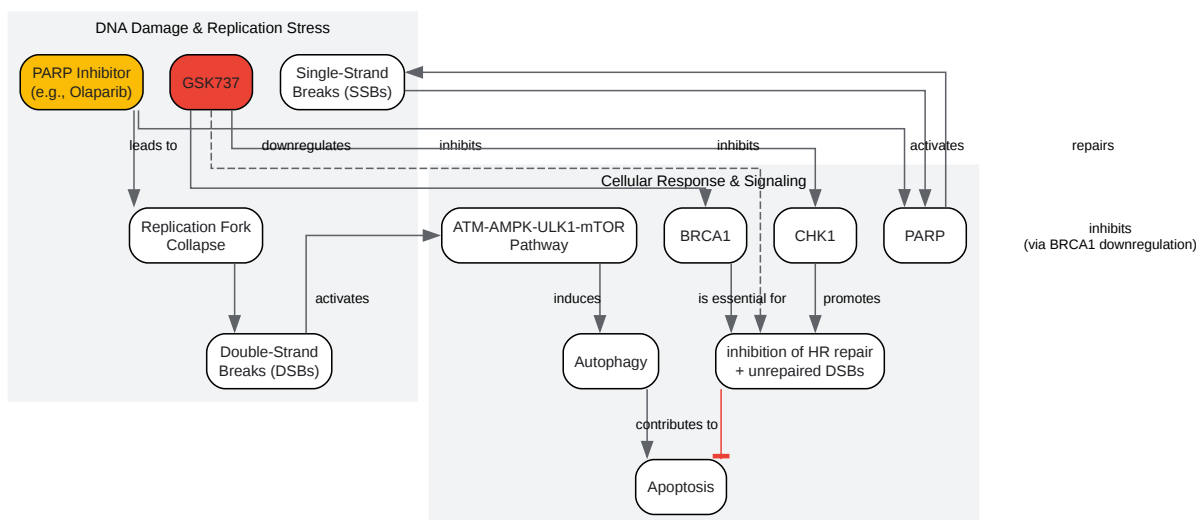 DNA Damage & Replication Stress
PARP Inhibitor
(e.g., Olaparib)
GSK737
Single-Strand
Breaks (SSBs)
leads to
downregulates
inhibits
inhibits
activates
repairs
Cellular Response & Signaling
Replication Fork
Collapse
ATM-AMPK-ULK1-mTOR
Pathway
BRCA1
CHK1
PARP
inhibits
(via BRCA1 downregulation)
activates
induces
is essential for
promotes
Double-Strand
Breaks (DSBs)
Autophagy
inhibition of HR repair
+ unrepaired DSBs
contributes to
Apoptosis